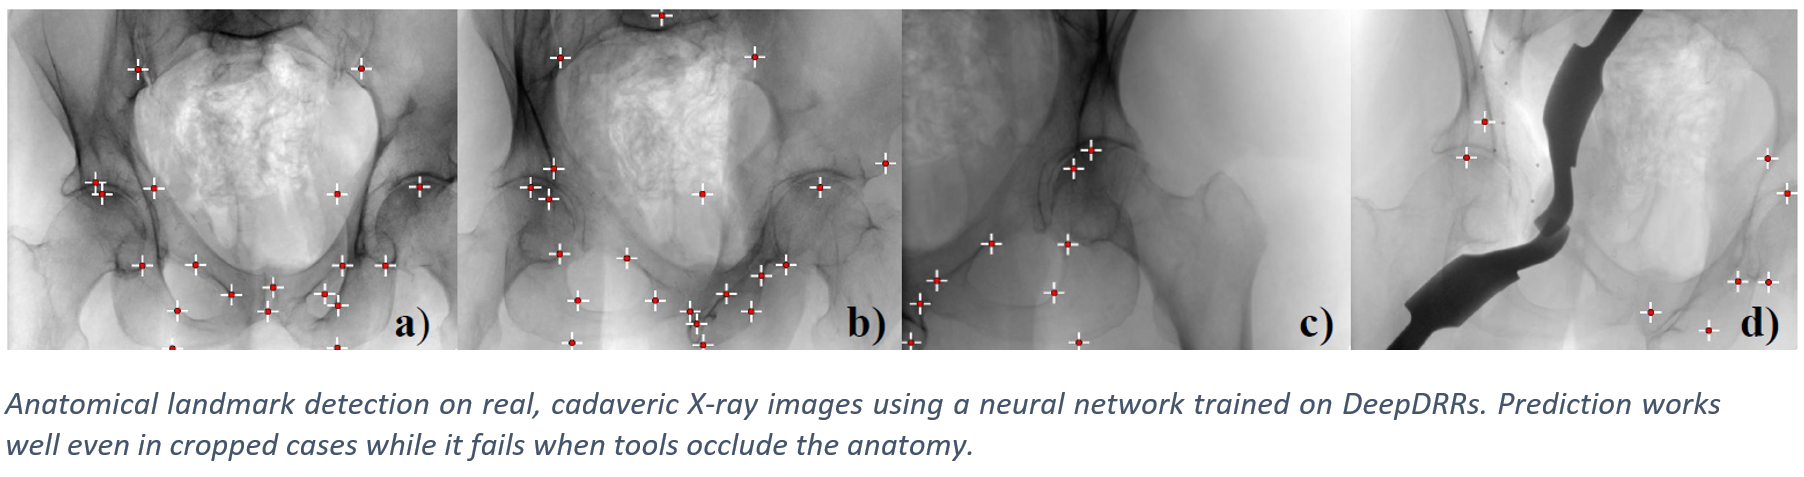 a) b) c) d)
Anatomical landmark detection on real, cadaveric X-ray images using a neural network trained on DeepDRRs. Prediction works
well even in cropped cases while it fails when tools occlude the anatomy.